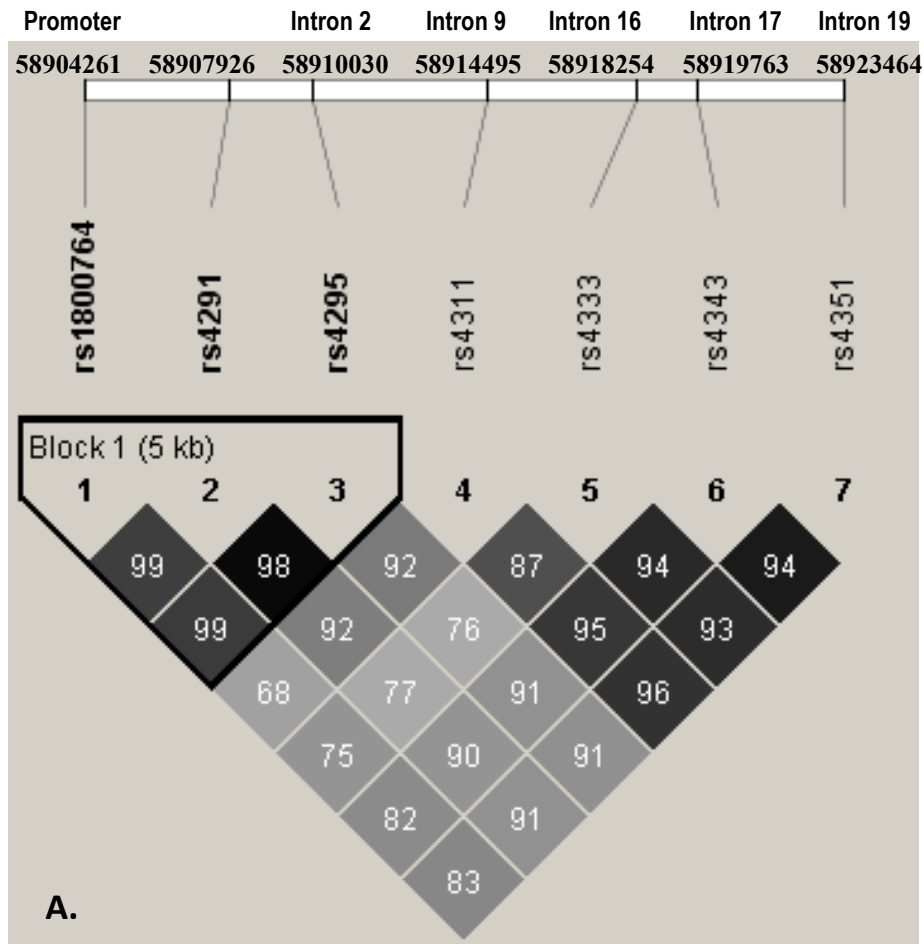 Promoter Intron 2 Intron 9 Intron 16 Intron 17 Intron 19
58904261 58907926 58910030 58914495 58918254 58919763 58923464
rs1800764 rs4291 rs4295 rs4311 rs4333 rs4343 rs4351
Block 1 (5 kb)
1 2 3 4 5 6 7
99 98 92 87 94 94
99 92 76 95 93
68 77 91 96
75 90 91
82 91
83
A.